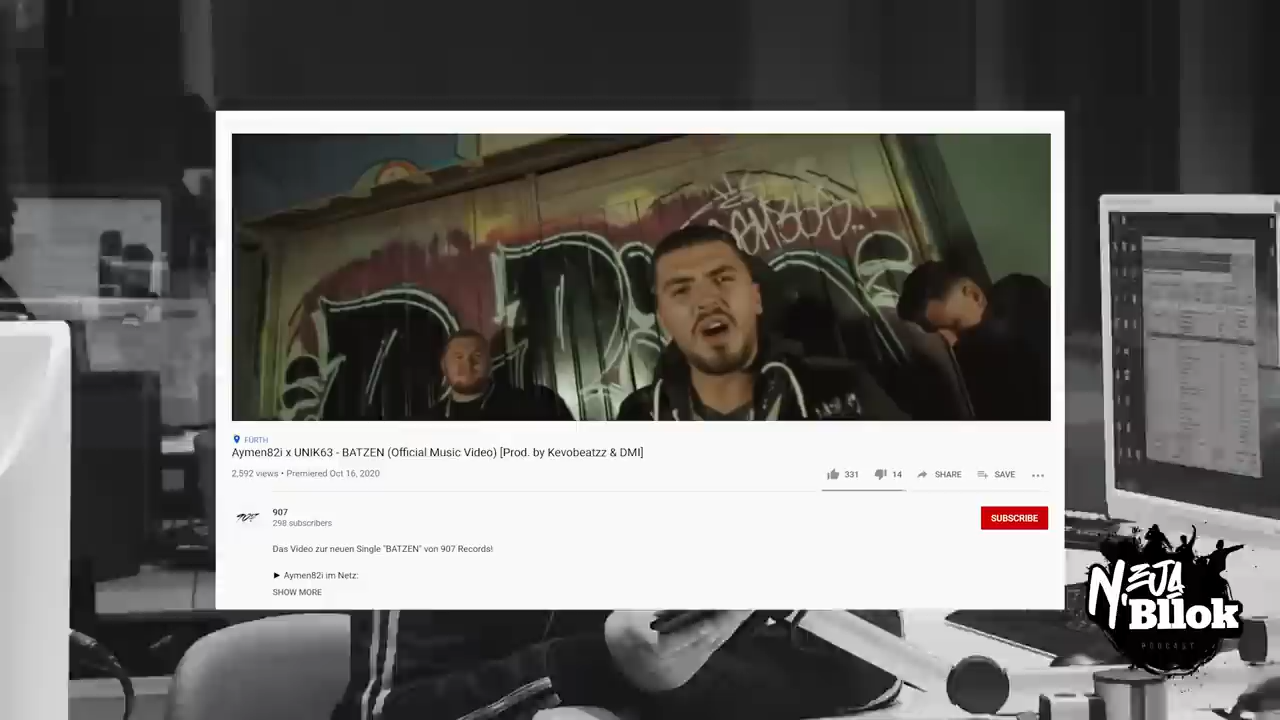 FÜRTH
Aymen82i x UNIK63 - BATZEN (Official Music Video) [Prod. by Kevobeatzz & DMI]
2,592 views • Premiered Oct 16, 2020
331 14 SHARE SAVE
907
298 subscribers
SUBSCRIBE
Das Video zur neuen Single "BATZEN" von 907 Records!
► Aymen82i im Netz:
SHOW MORE
NEJA
N'Bllok
PODCAST